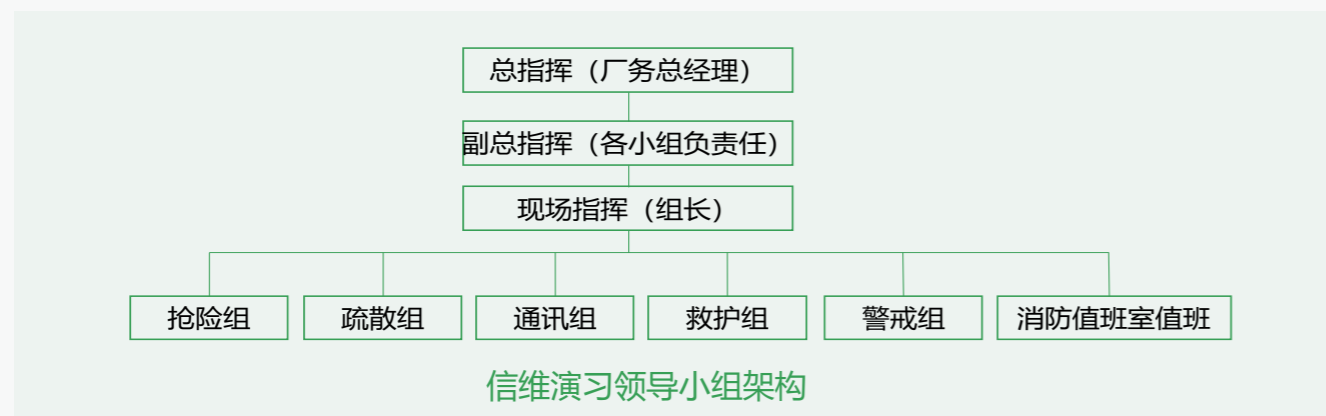 总指挥（厂务总经理）
副总指挥（各小组负责任）
现场指挥（组长）
抢险组 疏散组 通讯组 救护组 警戒组 消防值班室值班
信维演习领导小组架构